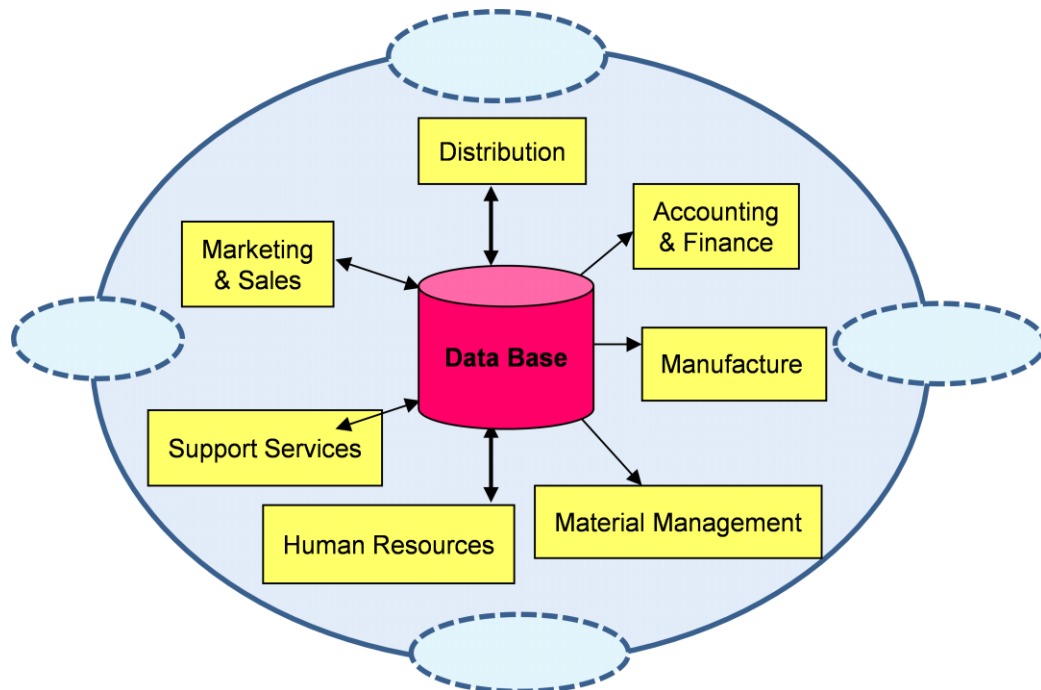 Distribution
Accounting
& Finance
Marketing
& Sales
Data Base
Manufacture
Support Services
Material Management
Human Resources